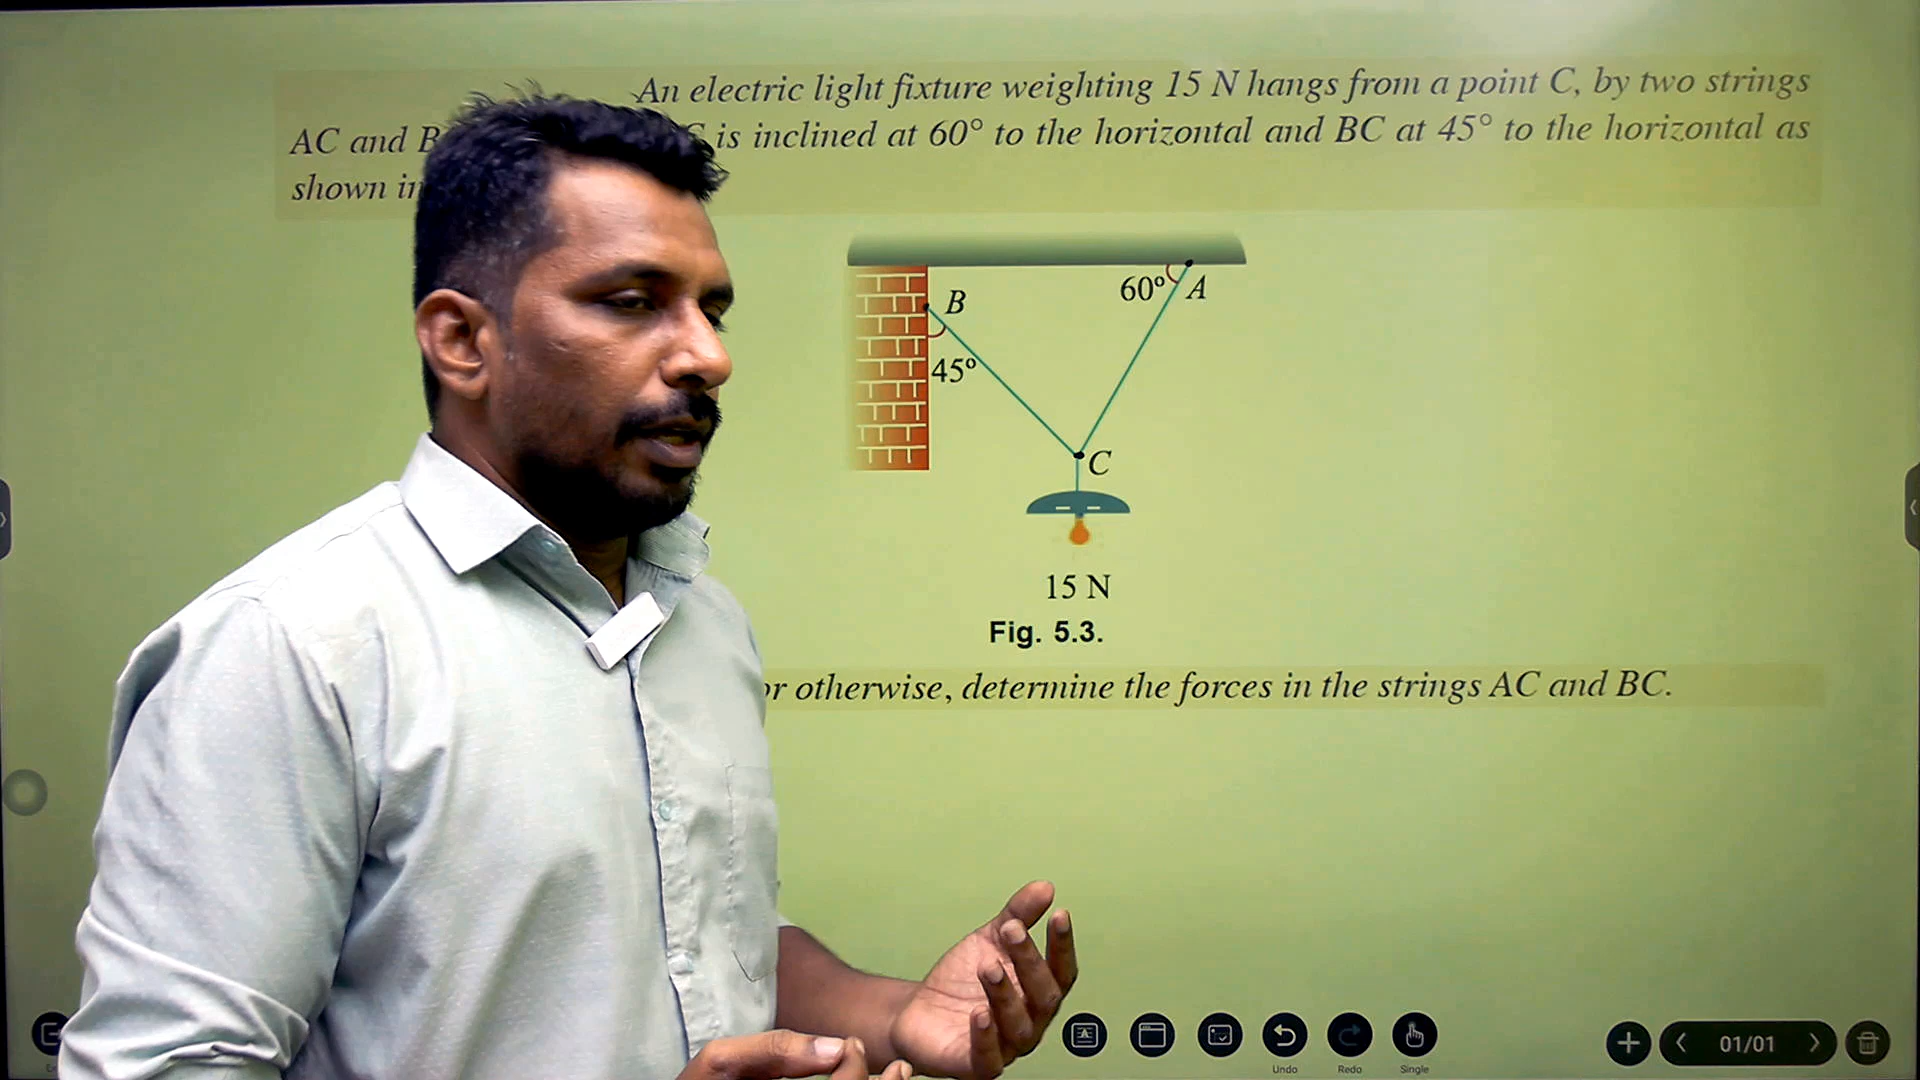 An electric light fixture weighting 15 N hangs from a point C, by two strings
AC and is inclined at 60° to the horizontal and BC at 45° to the horizontal as
shown in
60° A
B
45°
C
15 N
Fig. 5.3.
or otherwise, determine the forces in the strings AC and BC.
Undo Redo Single
01/01